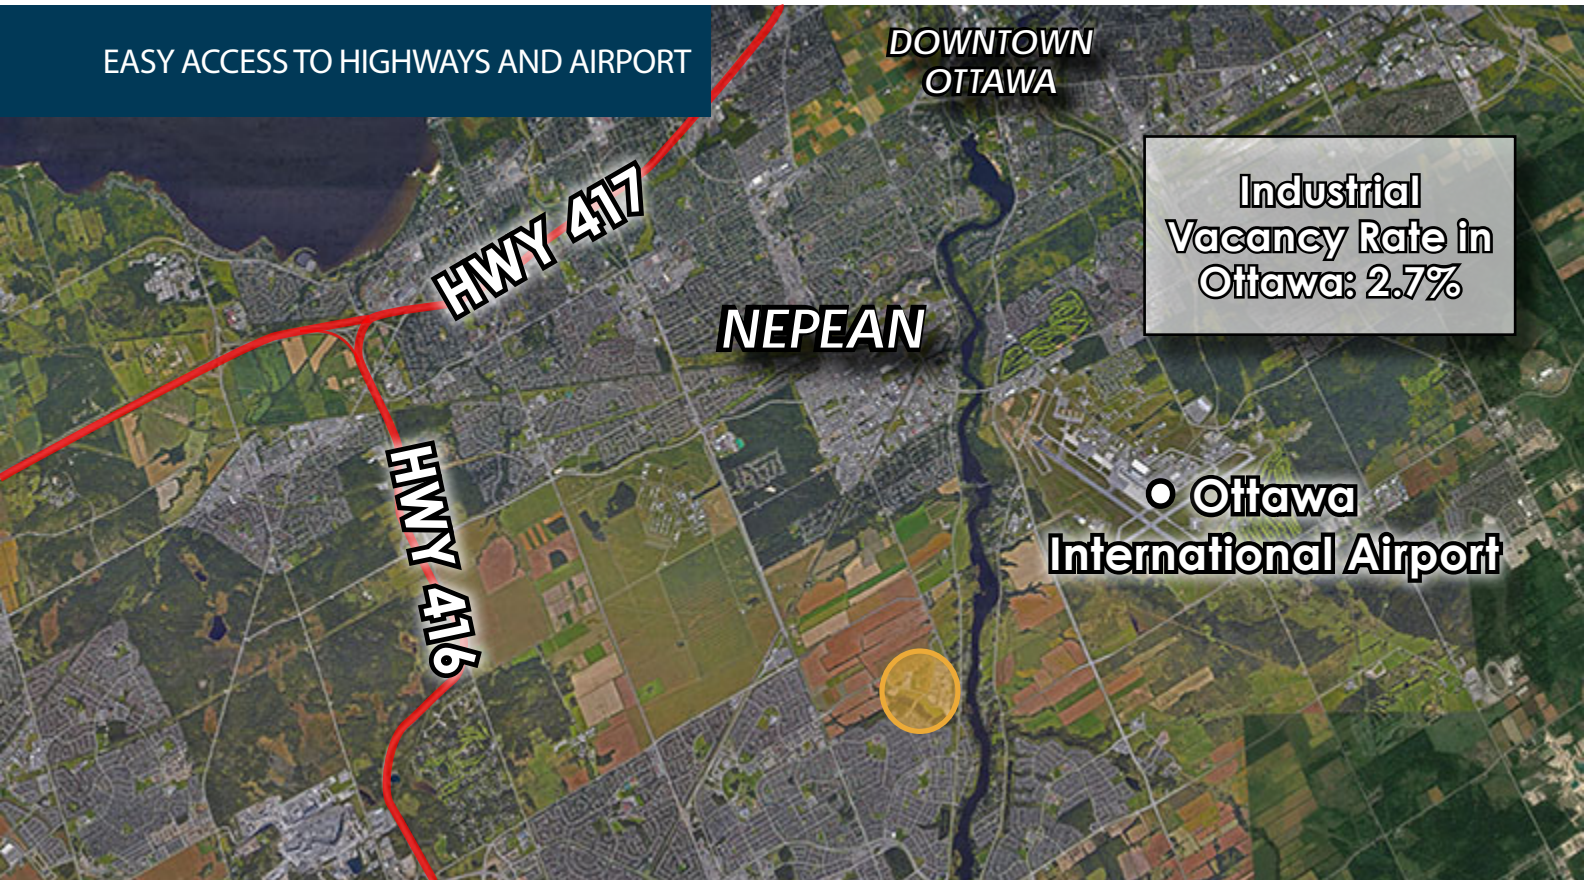 EASY ACCESS TO HIGHWAYS AND AIRPORT
DOWNTOWN
OTTAWA
Industrial
Vacancy Rate in
Ottawa: 2.7%
HWY 417
NEPEAN
HWY 416
Ottawa
International Airport